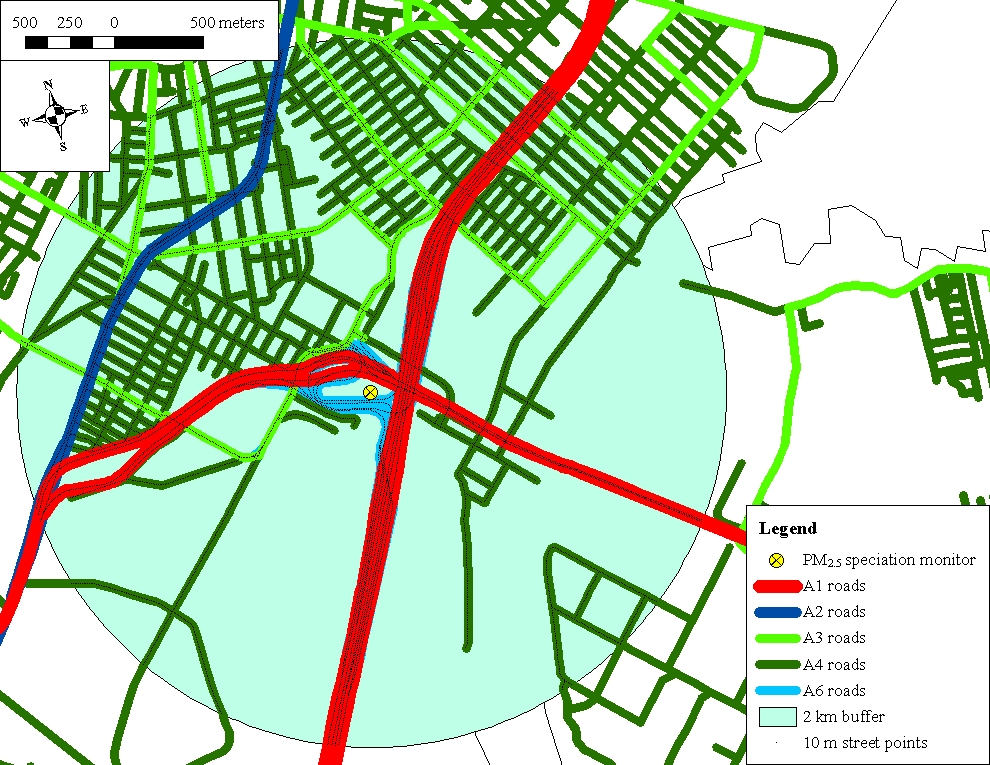 500 250 0 500 meters
N
W E
S
Legend
PM2.5 speciation monitor
A1 roads
A2 roads
A3 roads
A4 roads
A6 roads
2 km buffer
10 m street points